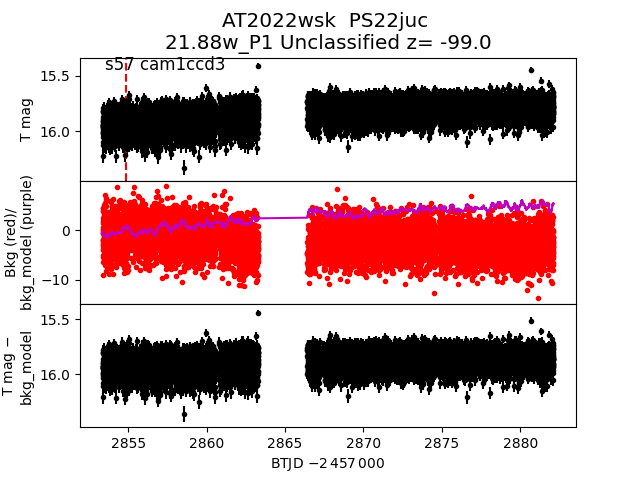 AT2022wsk  PS22juc
21.88w_P1 Unclassified z= -99.0
s57 cam1ccd3
15.5
16.0
T mag
0
−10
Bkg (red)/
bkg_model (purple)
15.5
16.0
T mag −
bkg_model
2855
2860
2865
2870
2875
2880
BTJD −2 457 000